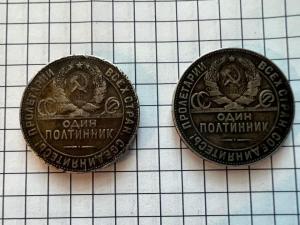 ПРОЛЕТАРИИ ВСЕХ СТРАН, СОЕДИНЯЙТЕСЬ!
ОДИН
ПОЛТИННИК
ПРОЛЕТАРИИ ВСЕХ СТРАН, СОЕДИНЯЙТЕСЬ!
ОДИН
ПОЛТИННИК